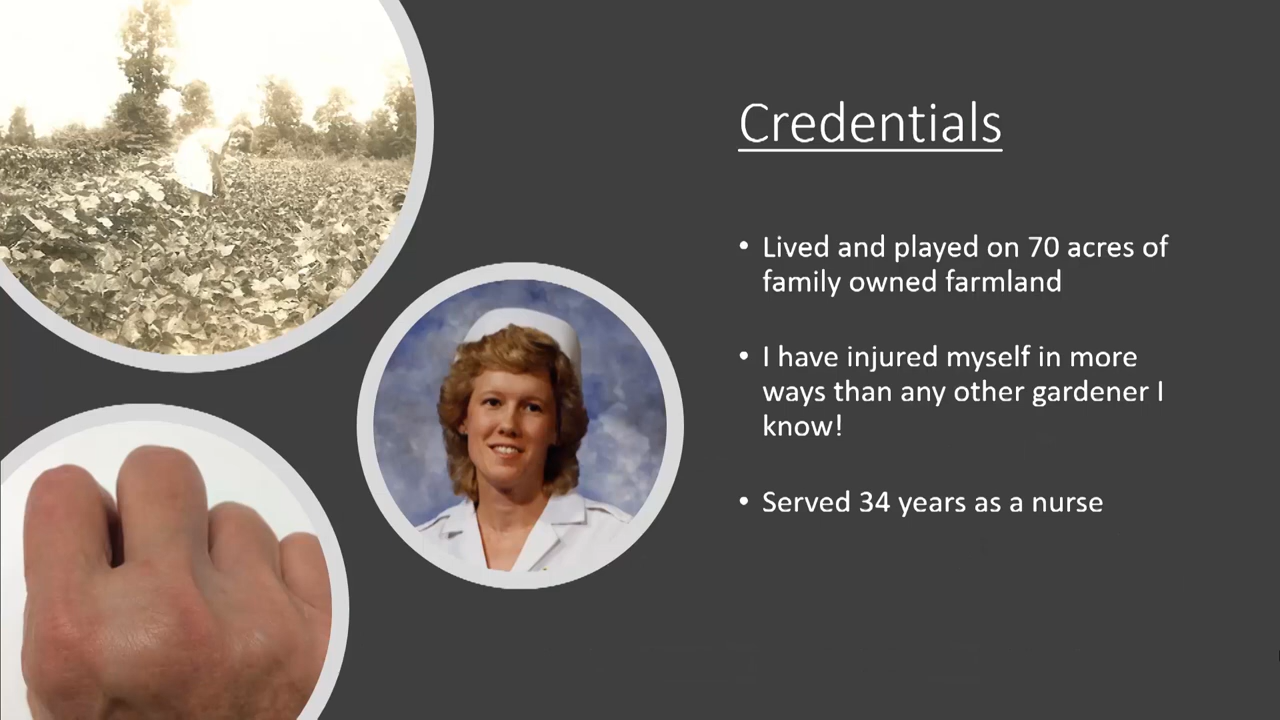 Credentials
• Lived and played on 70 acres of
family owned farmland
• I have injured myself in more
ways than any other gardener I
know!
• Served 34 years as a nurse